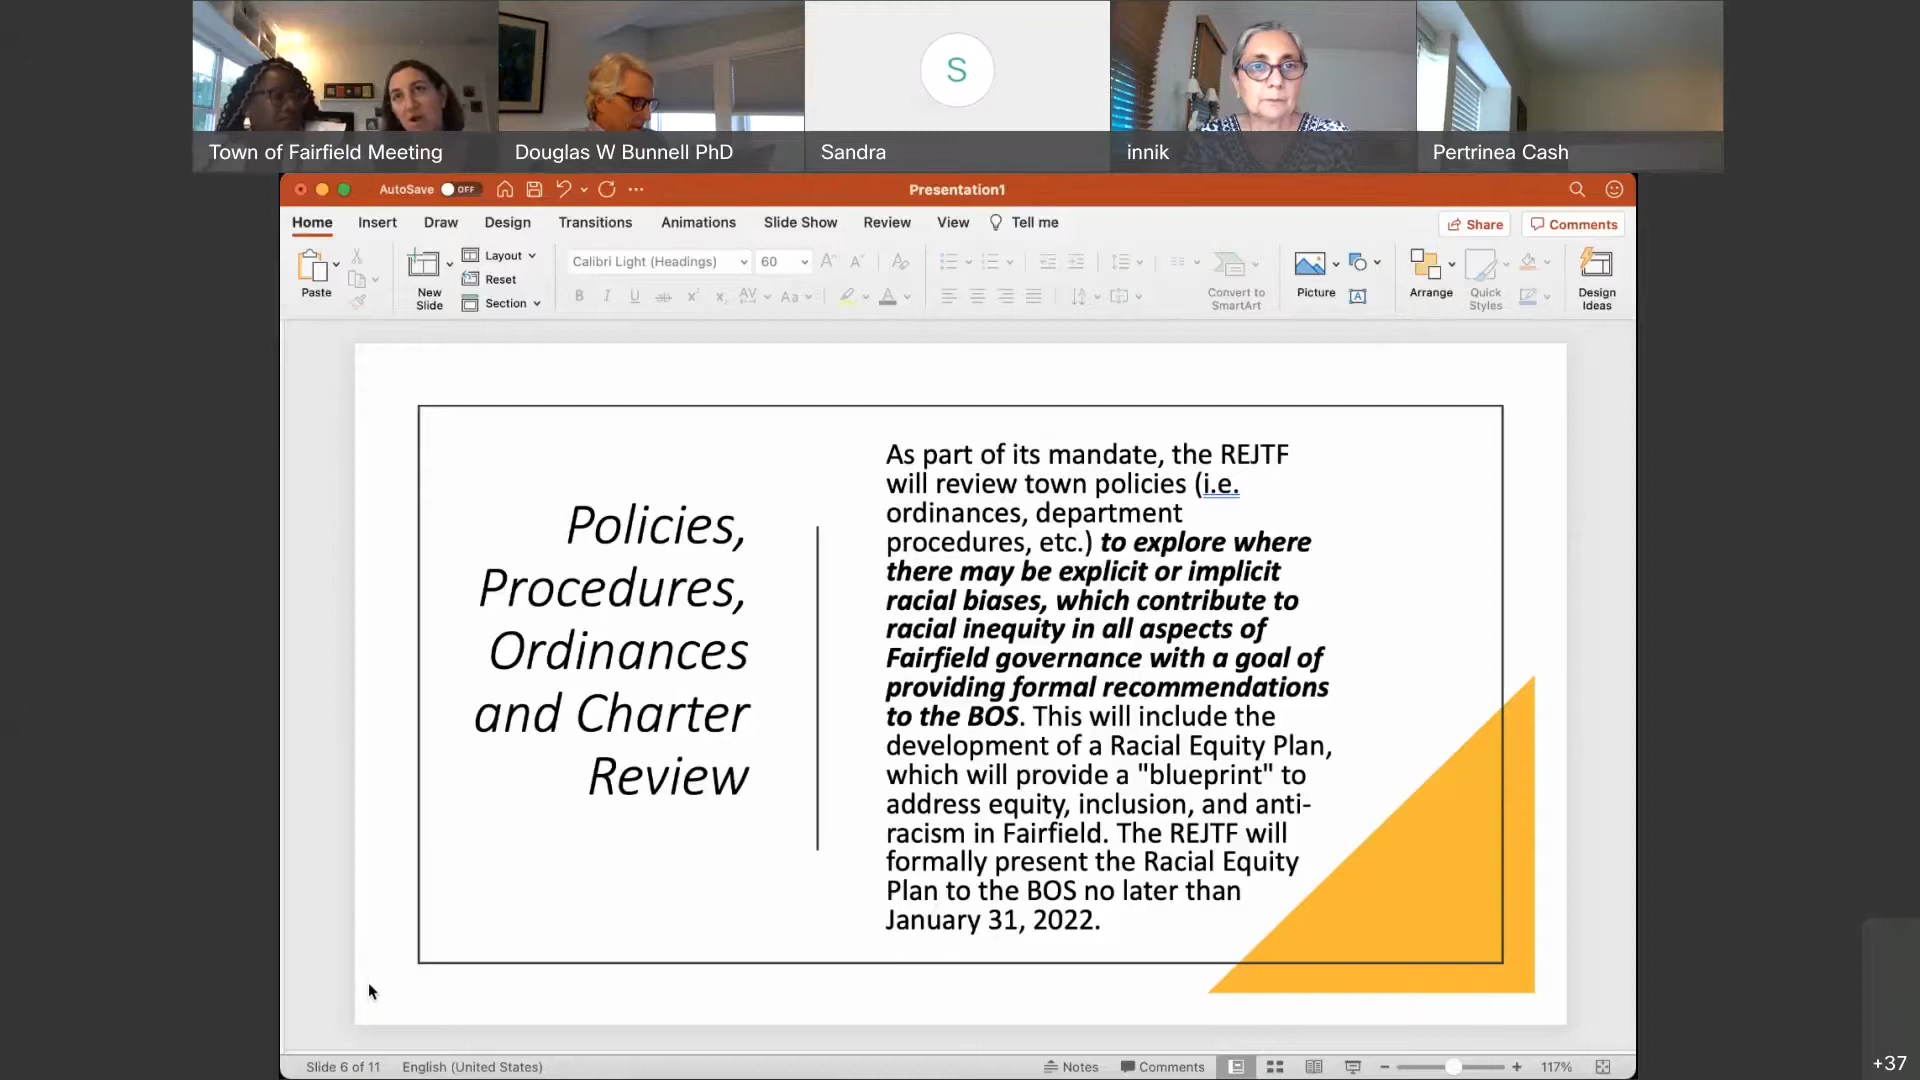 S
Town of Fairfield Meeting
Douglas W Bunnell PhD
Sandra
innik
Pertrinea Cash
AutoSave OFF
Presentation1
Home Insert Draw Design Transitions Animations Slide Show Review View Tell me
Share Comments
Paste
New Slide
Layout
Reset
Section
Calibri Light (Headings) 60
Convert to SmartArt
Picture
Arrange
Quick Styles
Design Ideas
Policies,
Procedures,
Ordinances
and Charter
Review
As part of its mandate, the REJTF
will review town policies (i.e.
ordinances, department
procedures, etc.) to explore where
there may be explicit or implicit
racial biases, which contribute to
racial inequity in all aspects of
Fairfield governance with a goal of
providing formal recommendations
to the BOS. This will include the
development of a Racial Equity Plan,
which will provide a "blueprint" to
address equity, inclusion, and anti-
racism in Fairfield. The REJTF will
formally present the Racial Equity
Plan to the BOS no later than
January 31, 2022.
Slide 6 of 11 English (United States)
Notes Comments 117%
+37